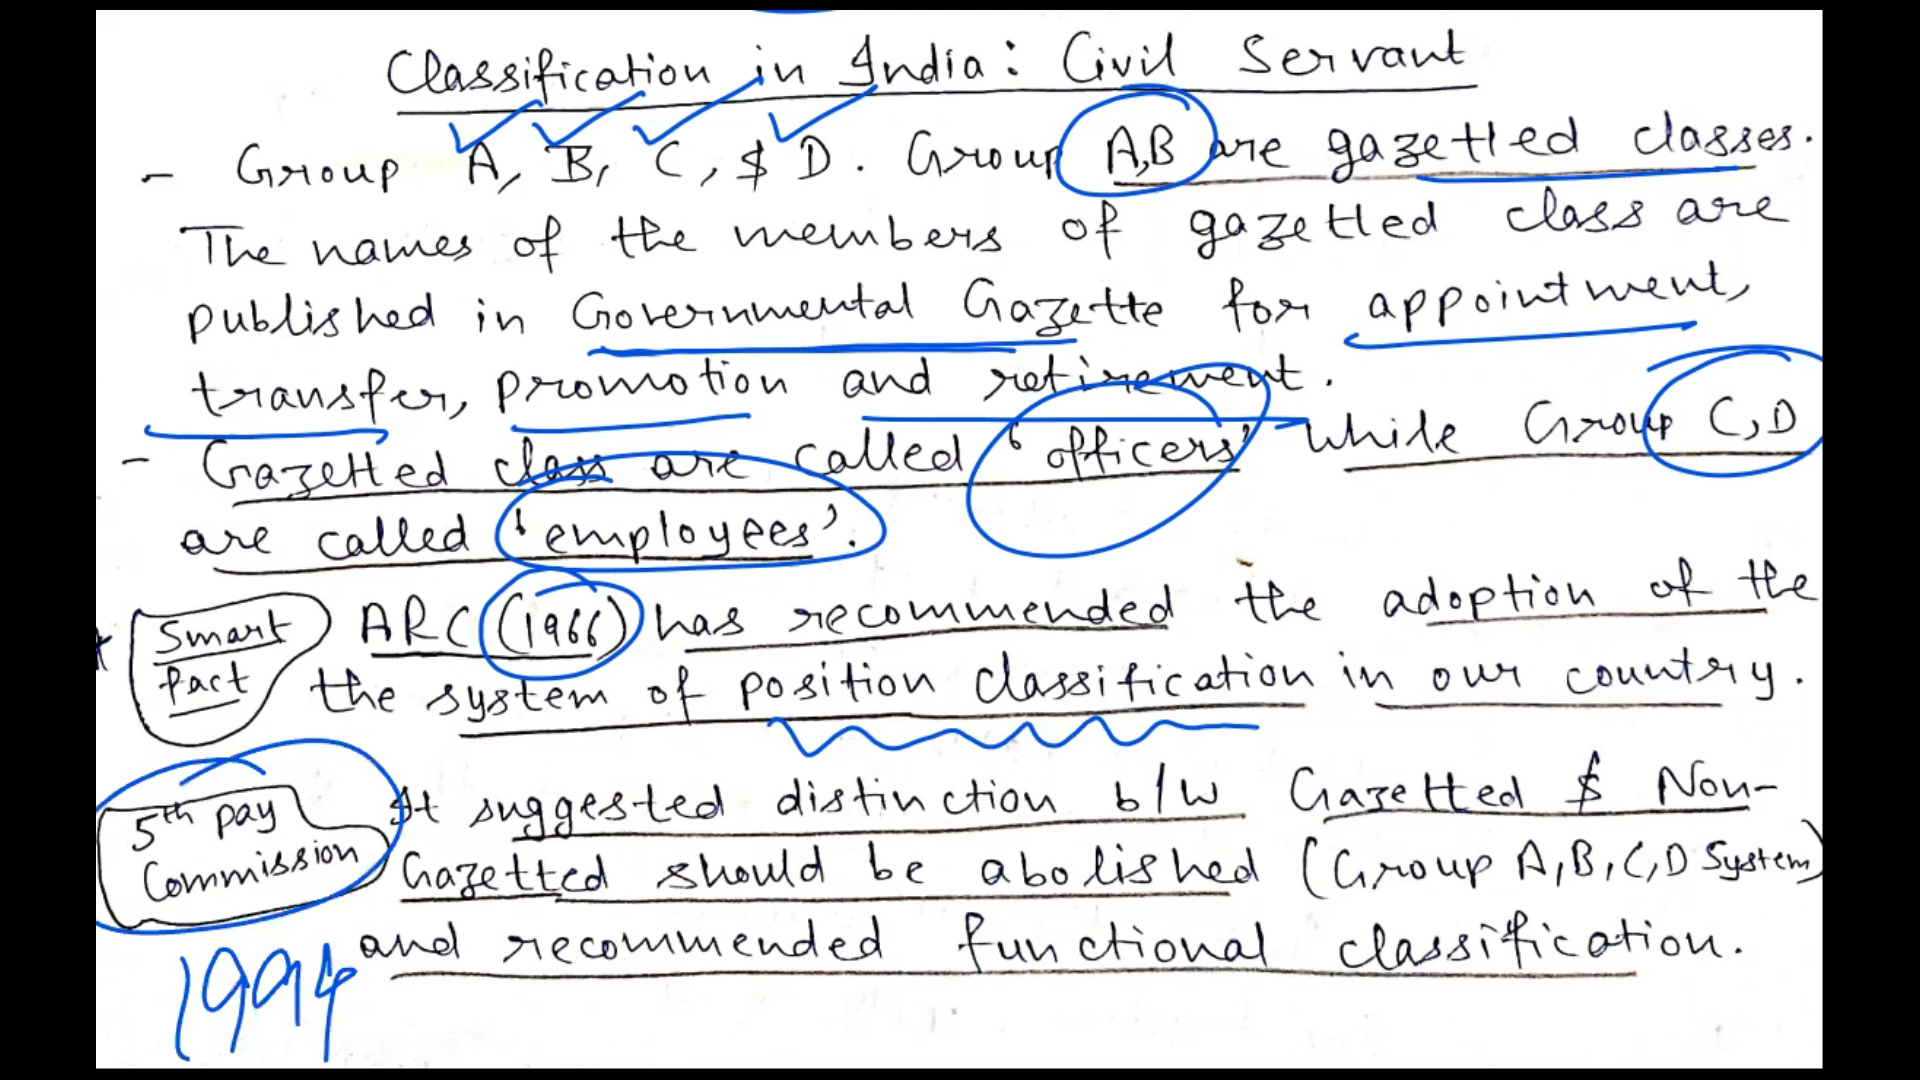 Classification in India: Civil Servant
- Group A, B, C, & D. Group A,B are gazetted classes.
The names of the members of gazetted class are
published in Governmental Gazette for appointment,
transfer, promotion and retirement.
- Gazetted class are called 'officers' while Group C,D
are called 'employees'.
* Smart fact ARC (1966) has recommended the adoption of the
the system of position classification in our country.
5th pay Commission It suggested distinction b/w Gazetted & Non-
Gazetted should be abolished (Group A,B,C,D System)
and recommended functional classification.
1994